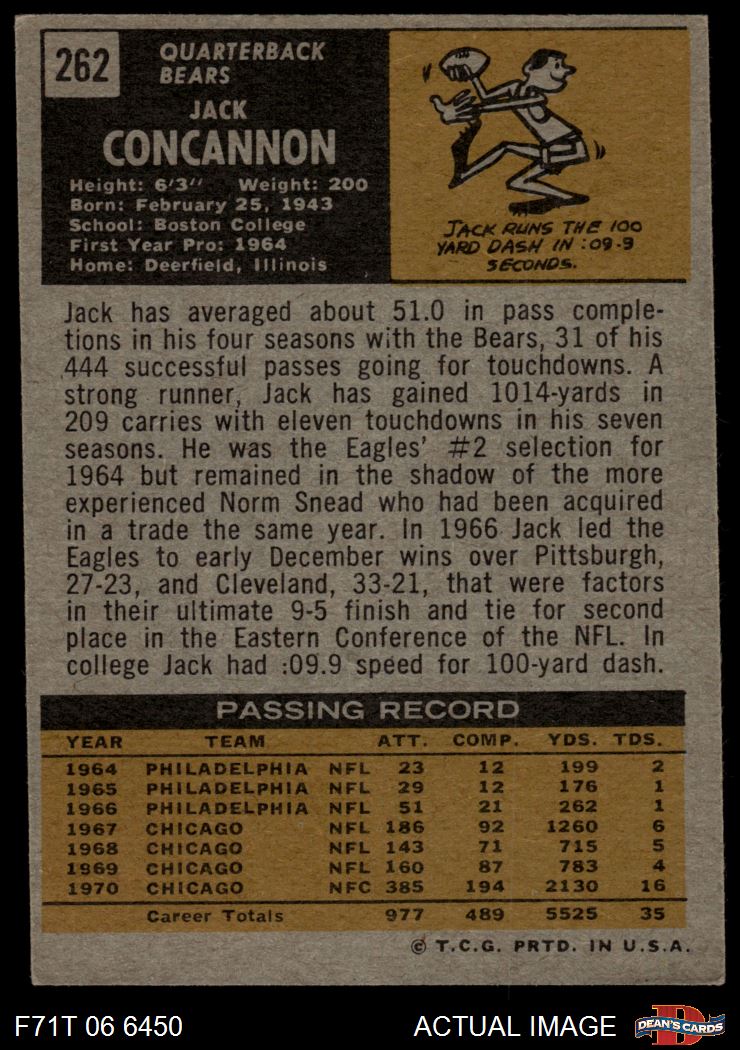 262
QUARTERBACK
BEARS
JACK
CONCANNON
Height: 6'3" Weight: 200
Born: February 25, 1943
School: Boston College
First Year Pro: 1964
Home: Deerfield, Illinois
JACK RUNS THE 100
YARD DASH IN :09.9
SECONDS.
Jack has averaged about 51.0 in pass comple-
tions in his four seasons with the Bears, 31 of his
444 successful passes going for touchdowns. A
strong runner, Jack has gained 1014-yards in
209 carries with eleven touchdowns in his seven
seasons. He was the Eagles' #2 selection for
1964 but remained in the shadow of the more
experienced Norm Snead who had been acquired
in a trade the same year. In 1966 Jack led the
Eagles to early December wins over Pittsburgh,
27-23, and Cleveland, 33-21, that were factors
in their ultimate 9-5 finish and tie for second
place in the Eastern Conference of the NFL. In
college Jack had :09.9 speed for 100-yard dash.
PASSING RECORD
YEAR TEAM ATT. COMP. YDS. TDS.
1964 PHILADELPHIA NFL 23 12 199 2
1965 PHILADELPHIA NFL 29 12 176 1
1966 PHILADELPHIA NFL 51 21 262 1
1967 CHICAGO NFL 186 92 1260 6
1968 CHICAGO NFL 143 71 715 5
1969 CHICAGO NFL 160 87 783 4
1970 CHICAGO NFC 385 194 2130 16
Career Totals 977 489 5525 35
© T.C.G. PRTD. IN U.S.A.
F71T 06 6450
ACTUAL IMAGE
D
DEAN'S CARDS